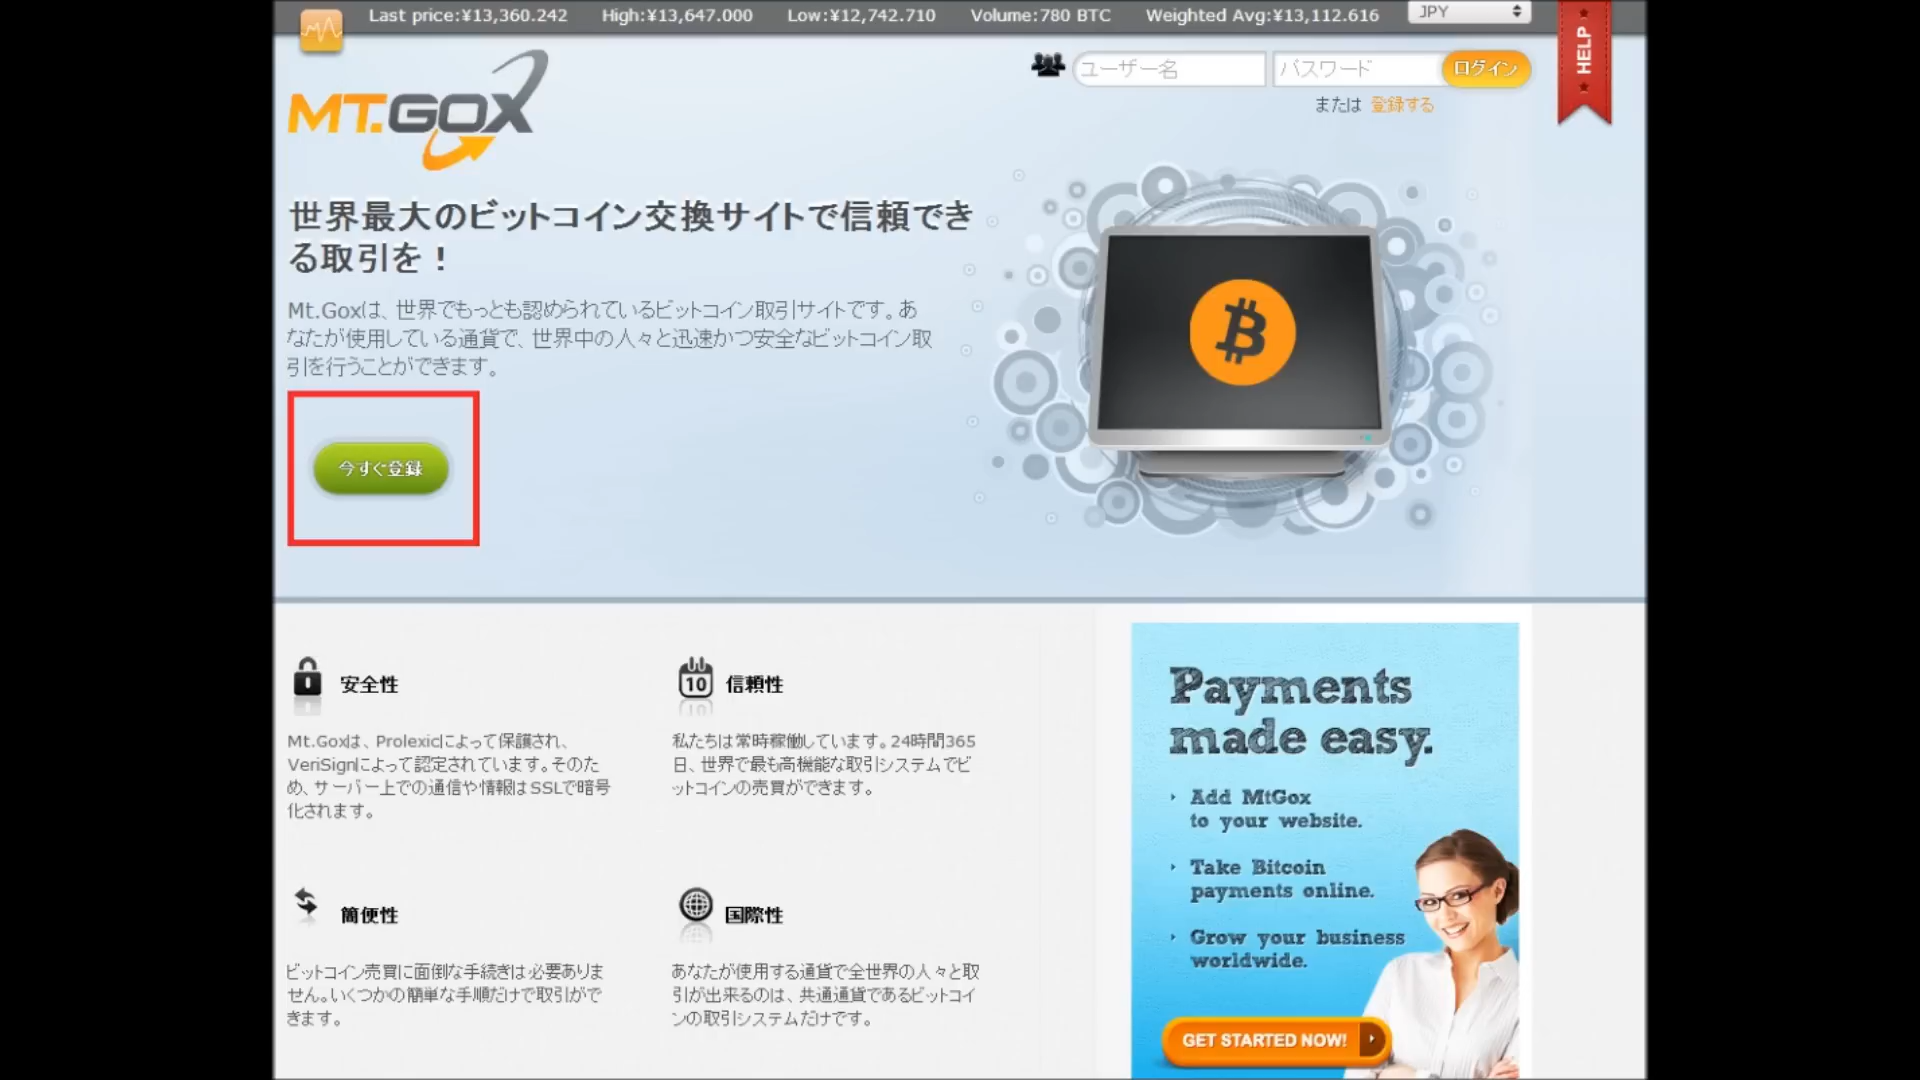 Last price:¥13,360.242 High:¥13,647.000 Low:¥12,742.710 Volume:780 BTC Weighted Avg:¥13,112.616 JPY
HELP
MT.GOX
ユーザー名 パスワード ログイン
または 登録する
世界最大のビットコイン交換サイトで信頼でき
る取引を！
Mt.Goxは、世界でもっとも認められているビットコイン取引サイトです。あ
なたが使用している通貨で、世界中の人々と迅速かつ安全なビットコイン取
引を行うことができます。
今すぐ登録
安全性
Mt.Goxは、Prolexicによって保護され、
VeriSignによって認定されています。そのた
め、サーバー上での通信や情報はSSLで暗号
化されます。
10 信頼性
私たちは常時稼働しています。24時間365
日、世界で最も高機能な取引システムでビ
ットコインの売買ができます。
簡便性
ビットコイン売買に面倒な手続きは必要ありま
せん。いくつかの簡単な手順だけで取引がで
きます。
国際性
あなたが使用する通貨で全世界の人々と取
引が出来るのは、共通通貨であるビットコイ
ンの取引システムだけです。
Payments
made easy.
Add MtGox
to your website.
Take Bitcoin
payments online.
Grow your business
worldwide.
GET STARTED NOW!